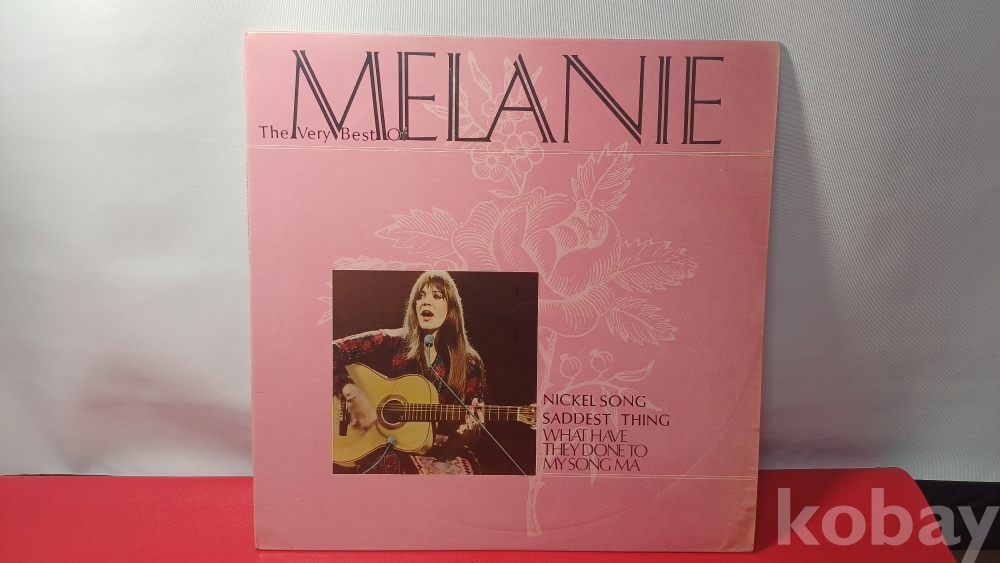 MELANIE
The Very Best Of
NICKEL SONG
SADDEST THING
WHAT HAVE
THEY DONE TO
MY SONG MA
kobay